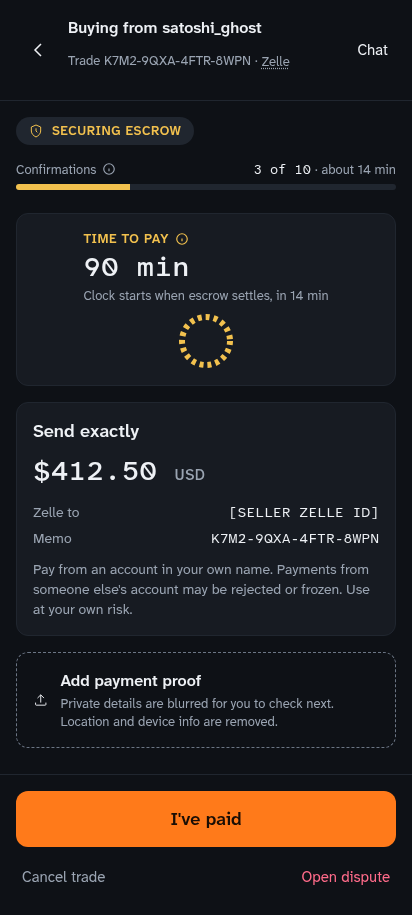 Buying from satoshi_ghost
Trade K7M2-9QXA-4FTR-8WPN · Zelle
Chat
SECURING ESCROW
Confirmations
3 of 10 · about 14 min
TIME TO PAY
90 min
Clock starts when escrow settles, in 14 min
Send exactly
$412.50 USD
Zelle to
[SELLER ZELLE ID]
Memo
K7M2-9QXA-4FTR-8WPN
Pay from an account in your own name. Payments from
someone else's account may be rejected or frozen. Use
at your own risk.
Add payment proof
Private details are blurred for you to check next.
Location and device info are removed.
I've paid
Cancel trade
Open dispute